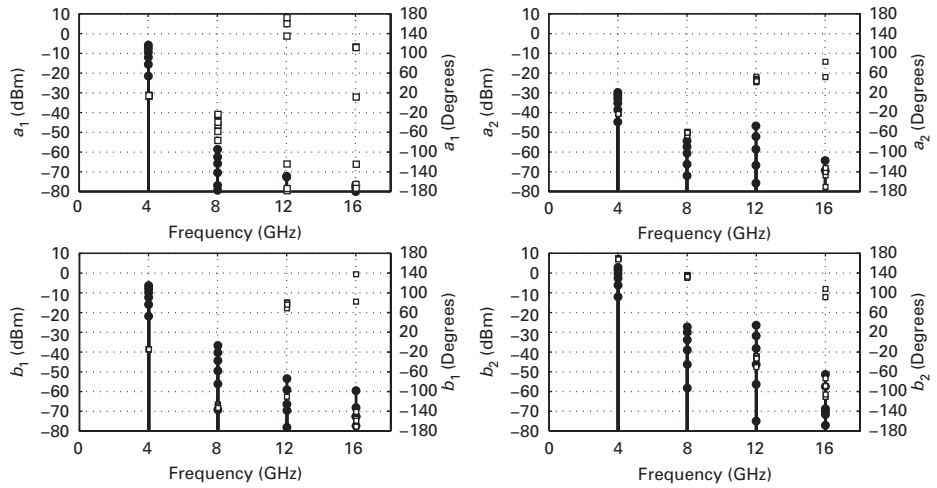 10 180
0 140
−10 100
−20 60
−30 20
−40 −20
−50 −60
−60 −100
−70 −140
−80 −180
a1 (dBm)
a1 (Degrees)
0 4 8 12 16
Frequency (GHz)
10 180
0 140
−10 100
−20 60
−30 20
−40 −20
−50 −60
−60 −100
−70 −140
−80 −180
a2 (dBm)
a2 (Degrees)
0 4 8 12 16
Frequency (GHz)
10 180
0 140
−10 100
−20 60
−30 20
−40 −20
−50 −60
−60 −100
−70 −140
−80 −180
b1 (dBm)
b1 (Degrees)
0 4 8 12 16
Frequency (GHz)
10 180
0 140
−10 100
−20 60
−30 20
−40 −20
−50 −60
−60 −100
−70 −140
−80 −180
b2 (dBm)
b2 (Degrees)
0 4 8 12 16
Frequency (GHz)